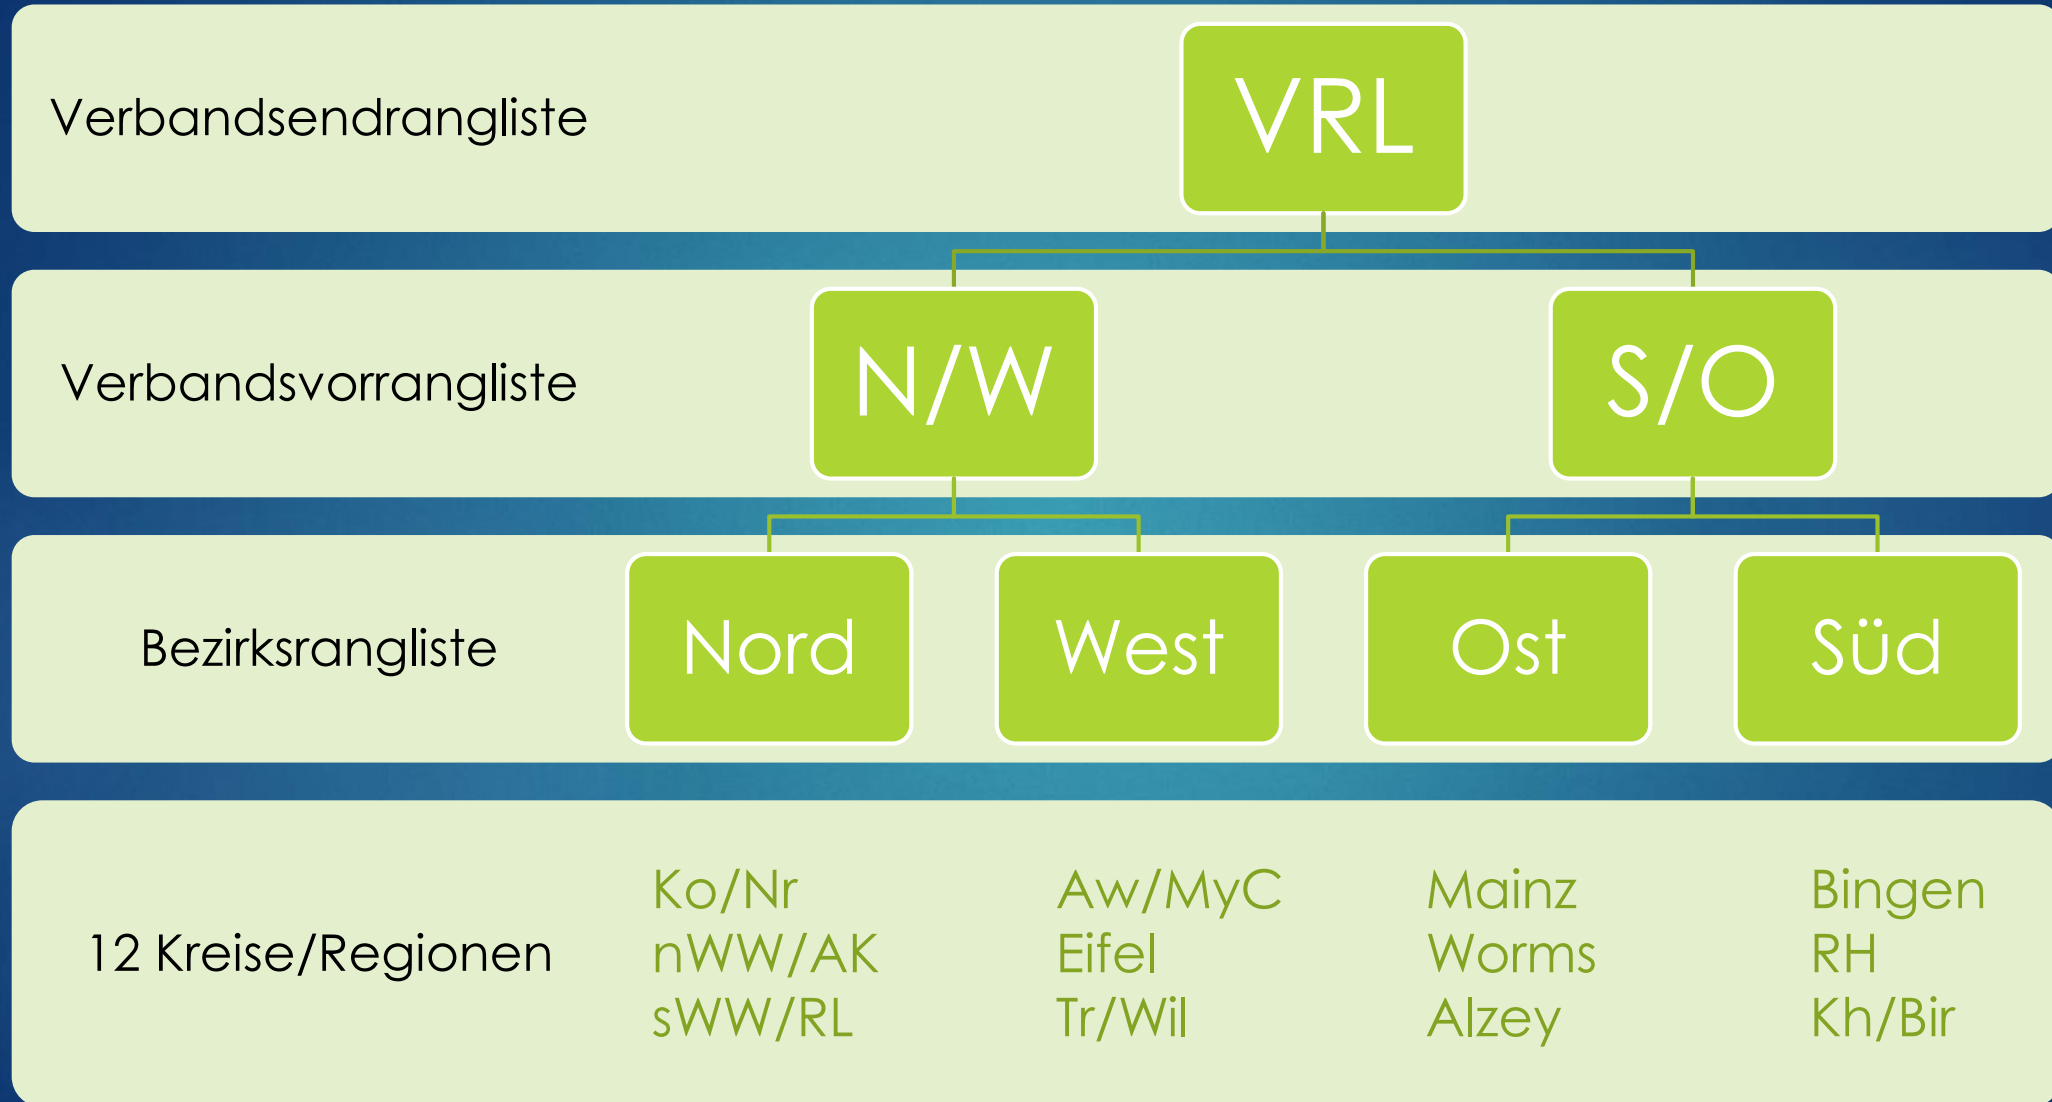 Verbandsendrangliste
VRL
Verbandsvorrangliste
N/W
S/O
Bezirksrangliste
Nord
West
Ost
Süd
12 Kreise/Regionen
Ko/Nr
nWW/AK
sWW/RL
Aw/MyC
Eifel
Tr/Wil
Mainz
Worms
Alzey
Bingen
RH
Kh/Bir